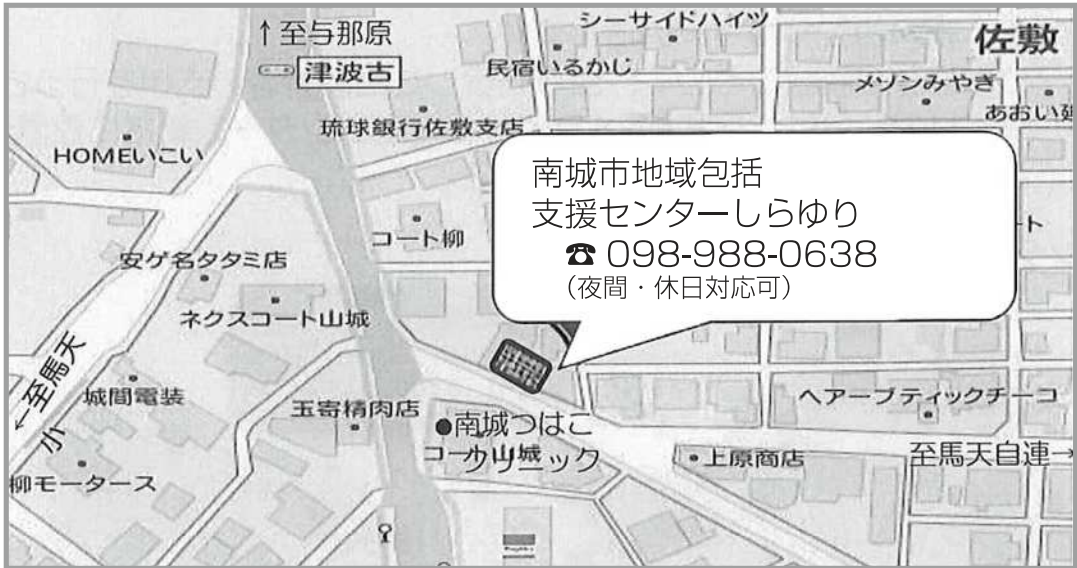 ↑至与那原
津波古
シーサイドハイツ
民宿いるかじ
佐敷
メゾンみやぎ
あおい
琉球銀行佐敷支店
HOMEいこい
南城市地域包括
支援センターしらゆり
☎ 098-988-0638
（夜間・休日対応可）
ート
コート柳
安ゲ名タタミ店
ネクスコート山城
←至馬天小
城間電装
玉寄精肉店
●南城つはこ
クリニック
コーポ山城
ヘアーブティックチーコ
上原商店
至馬天自連→
柳モータース